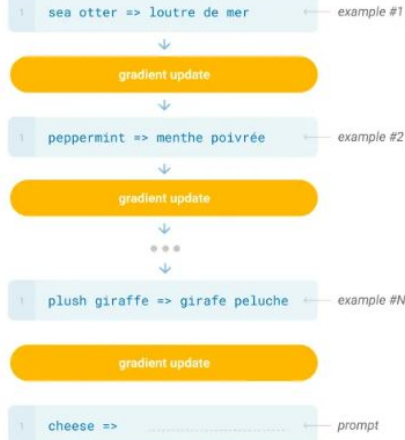 1 sea otter => loutre de mer ← example #1
gradient update
1 peppermint => menthe poivrée ← example #2
gradient update
1 plush giraffe => girafe peluche ← example #N
gradient update
1 cheese => ........................ ← prompt